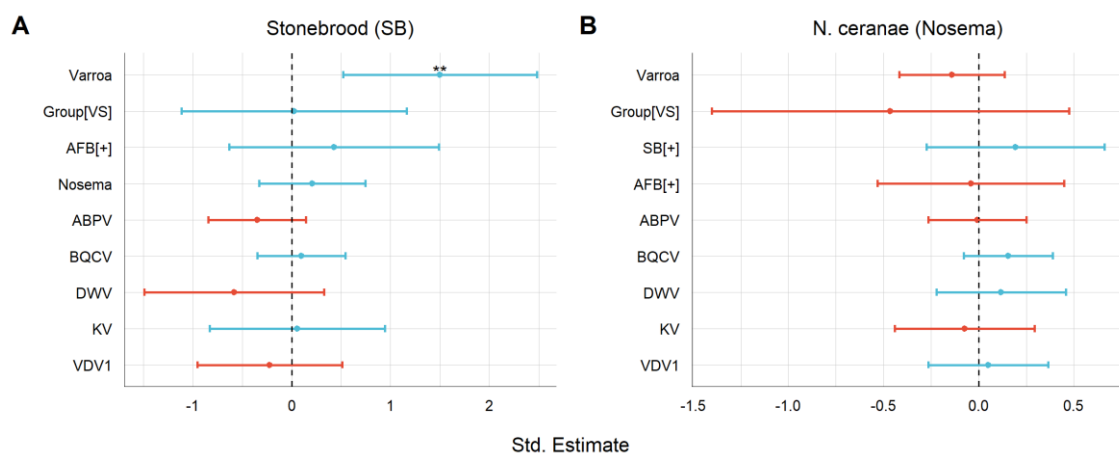 A
Stonebrood (SB)
Varroa
**
Group[VS]
AFB[+]
Nosema
ABPV
BQCV
DWV
KV
VDV1
-1 0 1 2
B
N. ceranae (Nosema)
Varroa
Group[VS]
SB[+]
AFB[+]
ABPV
BQCV
DWV
KV
VDV1
-1.5 -1.0 -0.5 0.0 0.5
Std. Estimate